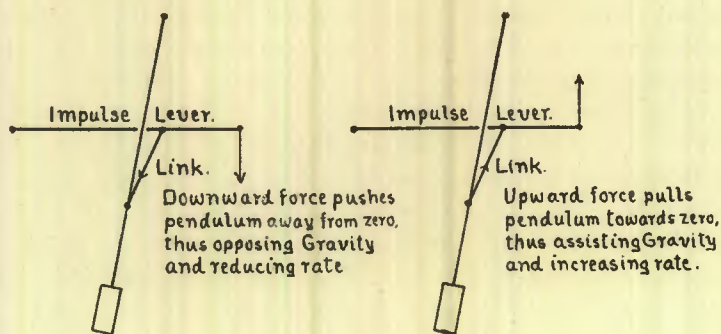 Impulse Lever.
Link.
Downward force pushes
pendulum away from zero,
thus opposing Gravity
and reducing rate
Impulse Lever.
Link.
Upward force pulls
pendulum towards zero,
thus assisting Gravity
and increasing rate.